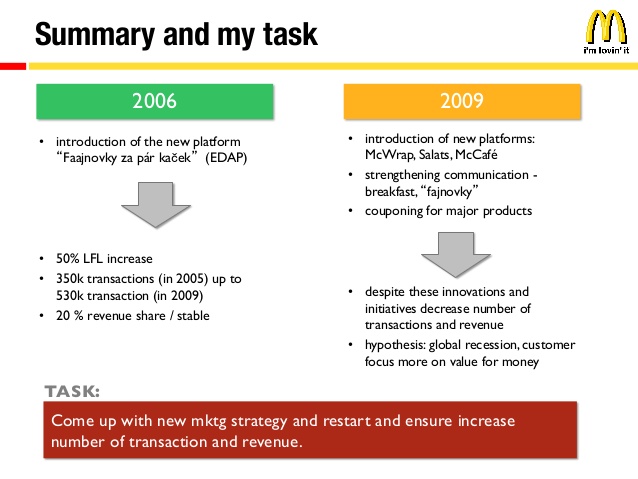 Summary and my task
i'm lovin' it
2006
• introduction of the new platform
“Faajnovky za pár kaček” (EDAP)
• 50% LFL increase
• 350k transactions (in 2005) up to
530k transaction (in 2009)
• 20 % revenue share / stable
2009
• introduction of new platforms:
McWrap, Salats, McCafé
• strengthening communication -
breakfast, “fajnovky”
• couponing for major products
• despite these innovations and
initiatives decrease number of
transactions and revenue
• hypothesis: global recession, customer
focus more on value for money
TASK:
Come up with new mktg strategy and restart and ensure increase
number of transaction and revenue.